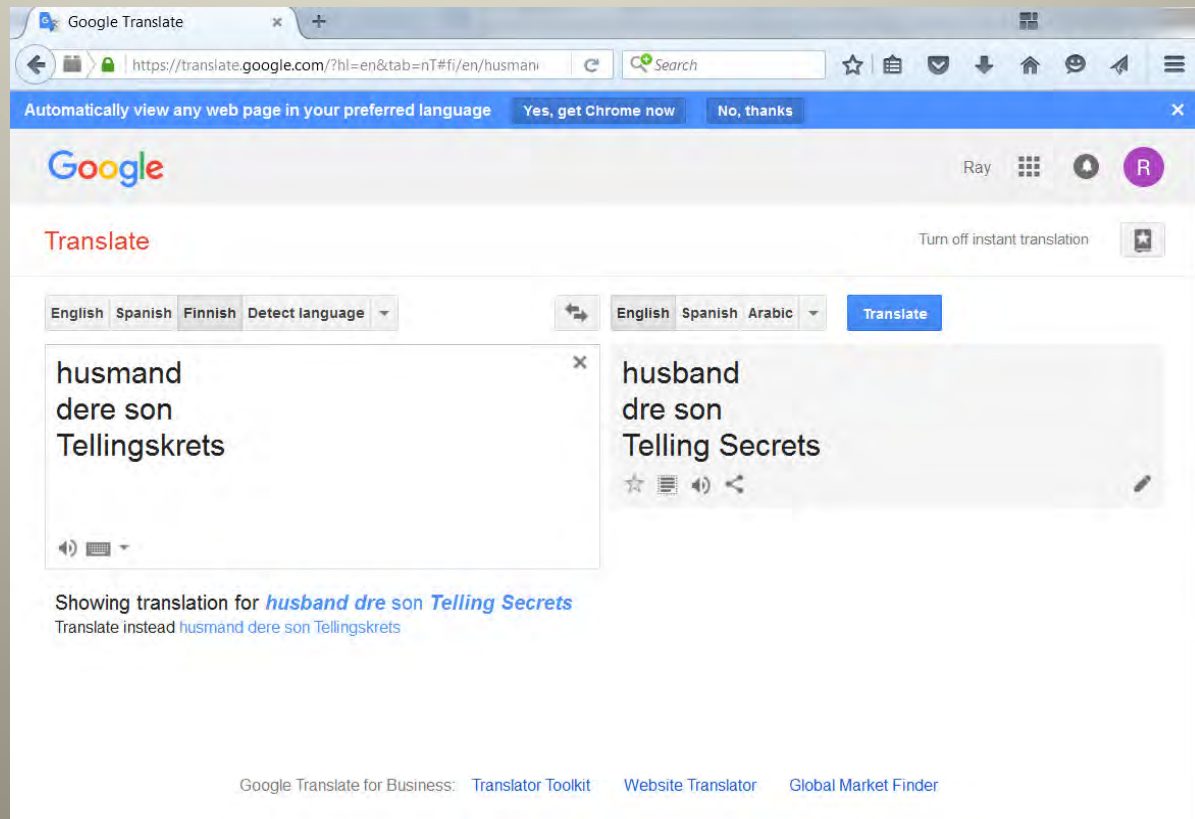 Google Translate
https://translate.google.com/?hl=en&tab=nT#fi/en/husman
Search
Automatically view any web page in your preferred language Yes, get Chrome now No, thanks
Google Ray R
Translate Turn off instant translation
English Spanish Finnish Detect language English Spanish Arabic Translate
husmand husband
dere son dre son
Tellingskrets Telling Secrets
Showing translation for husband dre son Telling Secrets
Translate instead husmand dere son Tellingskrets
Google Translate for Business: Translator Toolkit Website Translator Global Market Finder